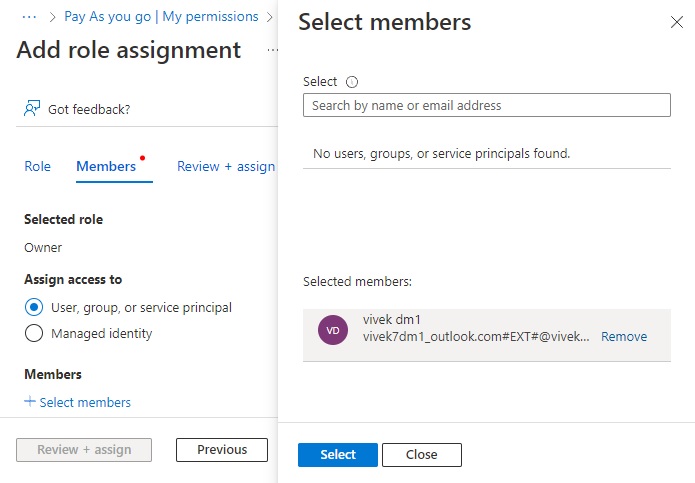 ··· > Pay As you go | My permissions >
Add role assignment ···
Got feedback?
Role Members Review + assign
Selected role
Owner
Assign access to
User, group, or service principal
Managed identity
Members
+ Select members
Review + assign Previous
Select members
Select
Search by name or email address
No users, groups, or service principals found.
Selected members:
VD
vivek dm1
vivek7dm1_outlook.com#EXT#@vivek...
Remove
Select Close